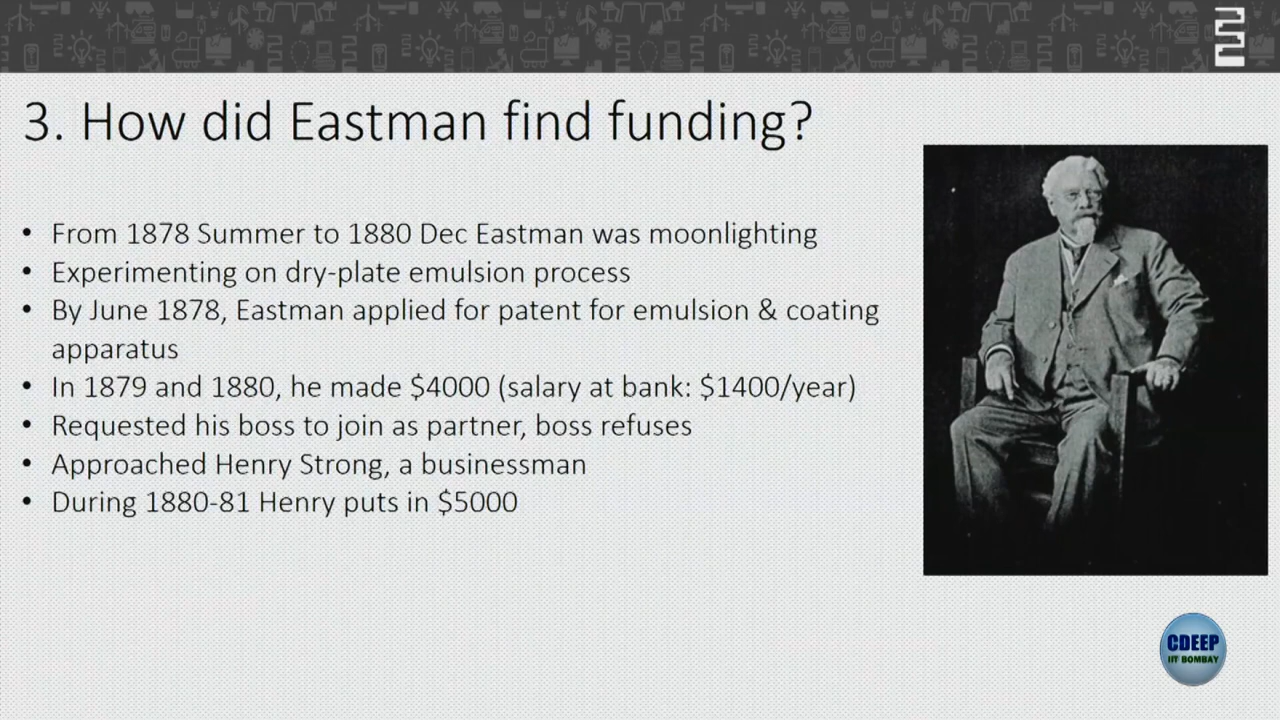 3. How did Eastman find funding?
• From 1878 Summer to 1880 Dec Eastman was moonlighting
• Experimenting on dry-plate emulsion process
• By June 1878, Eastman applied for patent for emulsion & coating
apparatus
• In 1879 and 1880, he made $4000 (salary at bank: $1400/year)
• Requested his boss to join as partner, boss refuses
• Approached Henry Strong, a businessman
• During 1880-81 Henry puts in $5000
CDEEP
IIT BOMBAY